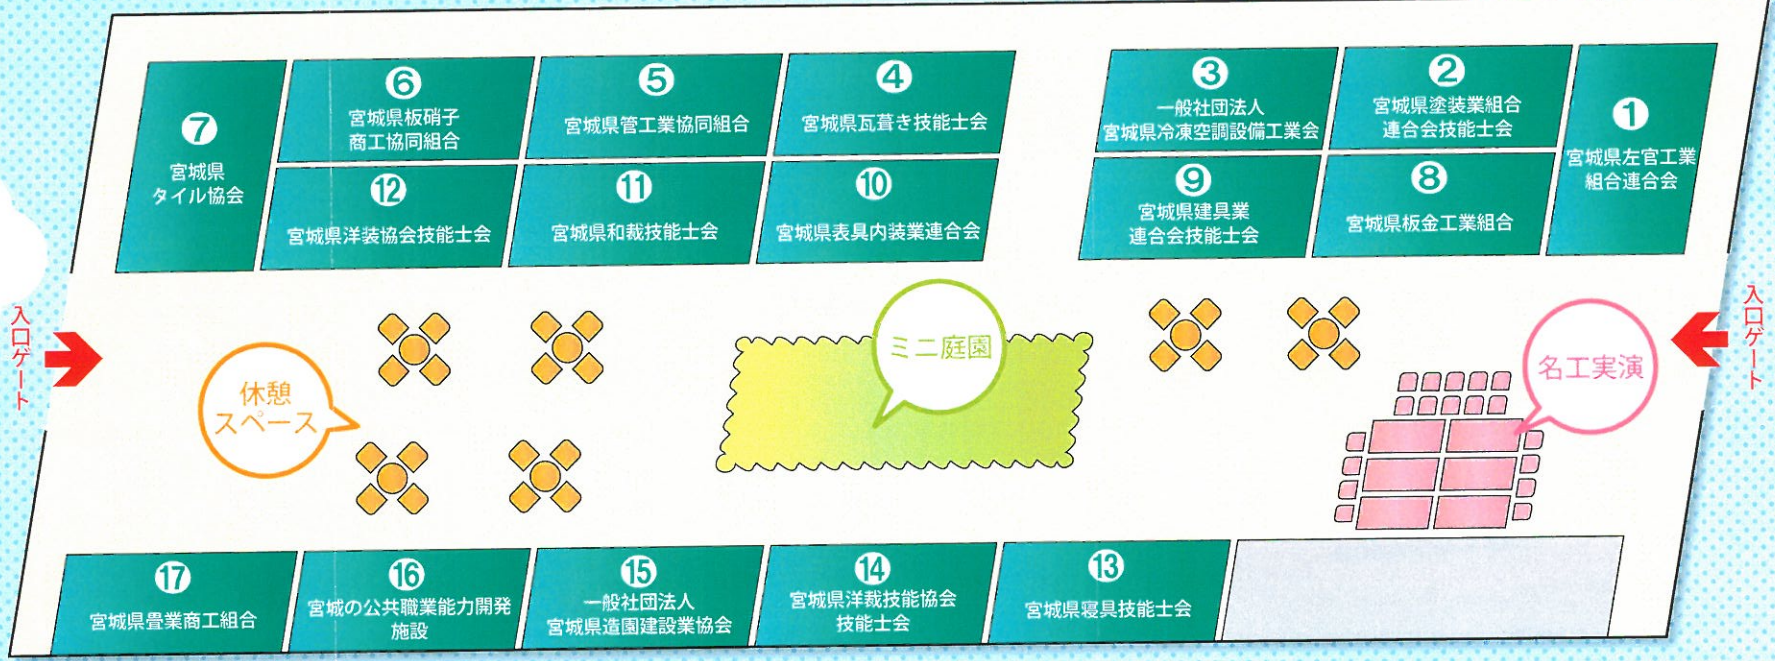 ⑦
宮城県
タイル協会
⑥
宮城県板硝子
商工協同組合
⑤
宮城県管工業協同組合
④
宮城県瓦葺き技能士会
③
一般社団法人
宮城県冷凍空調設備工業会
②
宮城県塗装業組合
連合会技能士会
①
宮城県左官工業
組合連合会
⑫
宮城県洋装協会技能士会
⑪
宮城県和裁技能士会
⑩
宮城県表具内装業連合会
⑨
宮城県建具業
連合会技能士会
⑧
宮城県板金工業組合
入口ゲート
休憩
スペース
ミニ庭園
名工実演
入口ゲート
⑰
宮城県畳業商工組合
⑯
宮城の公共職業能力開発
施設
⑮
一般社団法人
宮城県造園建設業協会
⑭
宮城県洋裁技能協会
技能士会
⑬
宮城県寝具技能士会